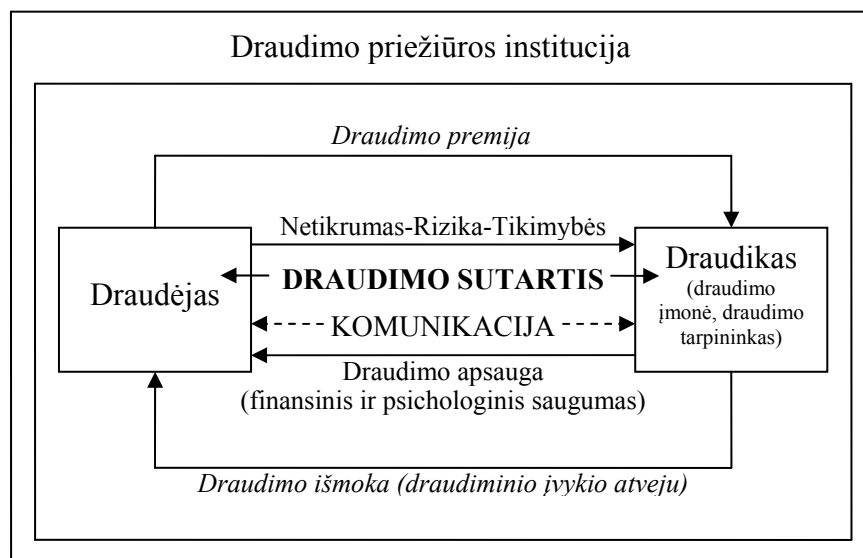 Draudimo priežiūros institucija
Draudimo premija
Netikrumas-Rizika-Tikimybės
Draudėjas
DRAUDIMO SUTARTIS
KOMUNIKACIJA
Draudikas
(draudimo
įmonė, draudimo
tarpininkas)
Draudimo apsauga
(finansinis ir psichologinis saugumas)
Draudimo išmoka (draudiminio įvykio atveju)